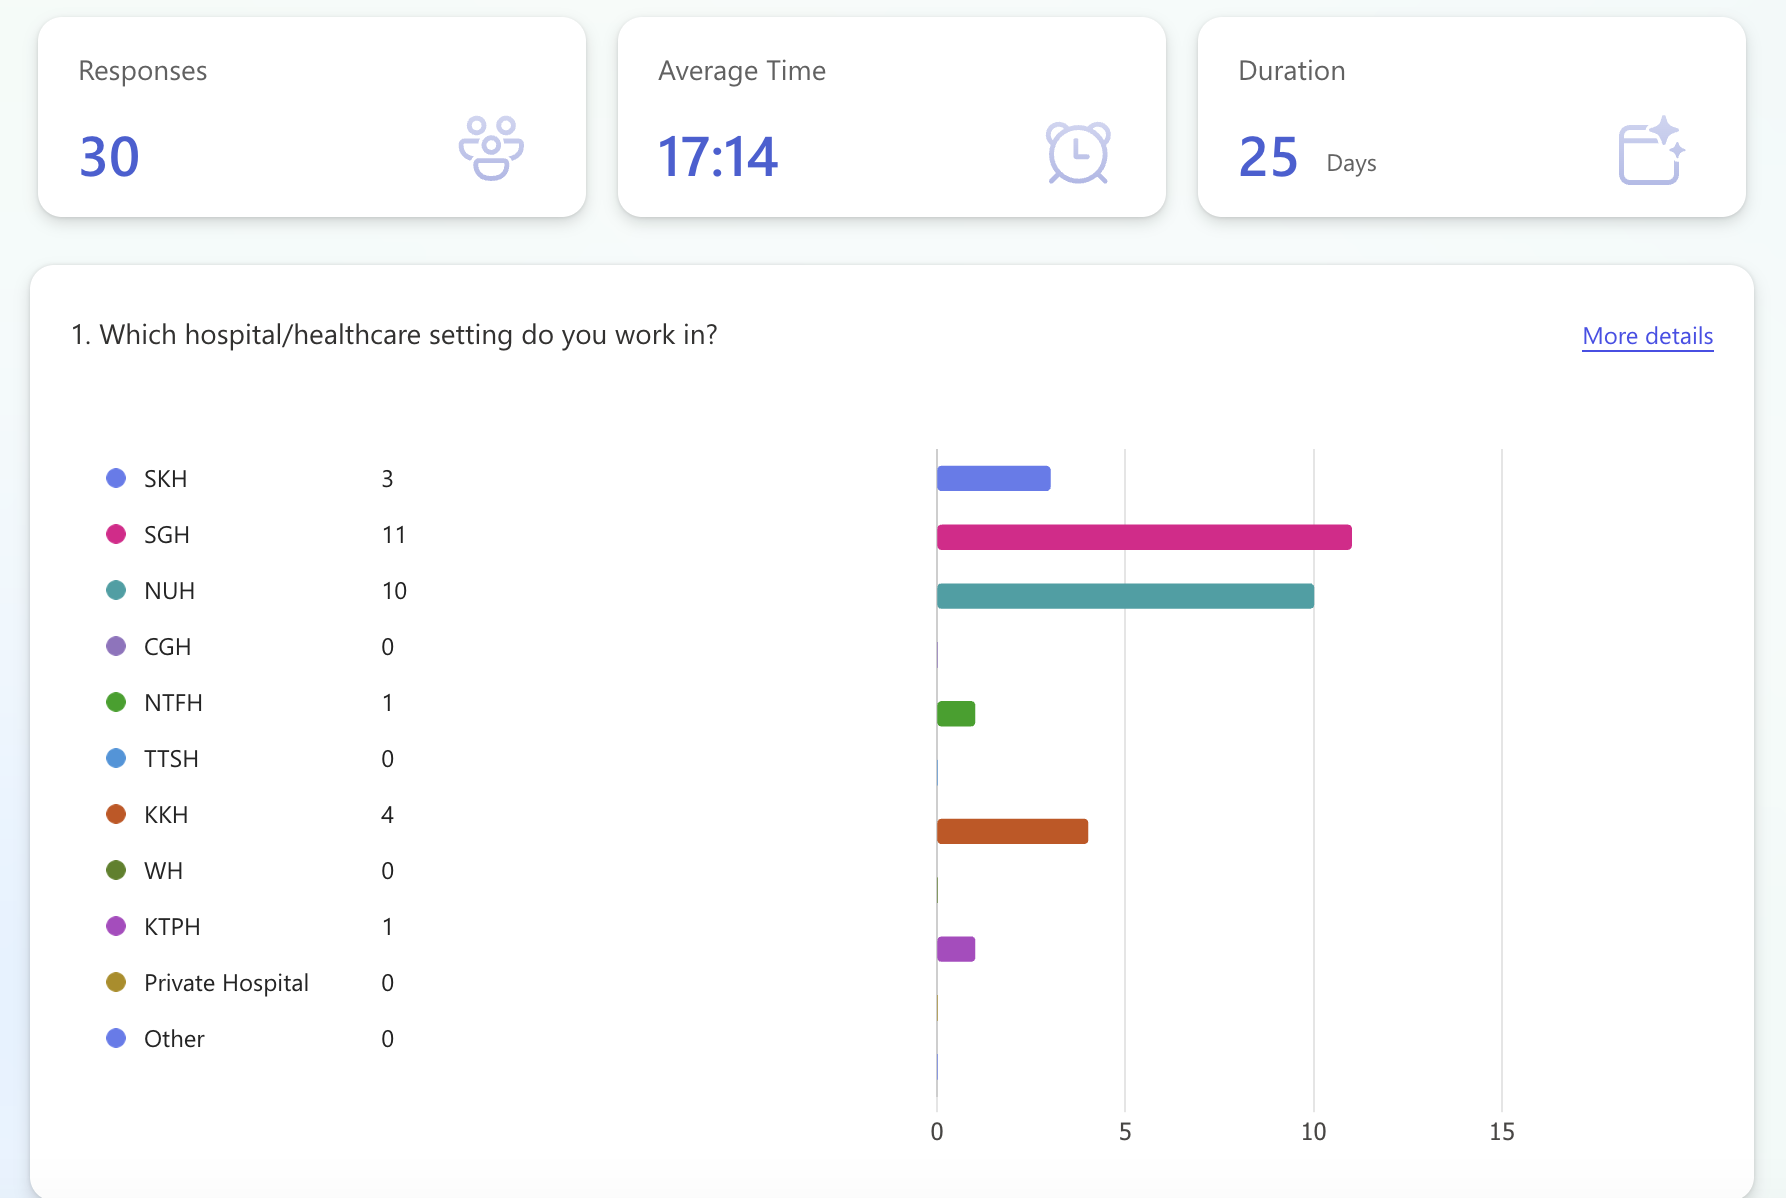 Responses
30
Average Time
17:14
Duration
25 Days
1. Which hospital/healthcare setting do you work in?
More details
SKH 3
SGH 11
NUH 10
CGH 0
NTFH 1
TTSH 0
KKH 4
WH 0
KTPH 1
Private Hospital 0
Other 0
0 5 10 15